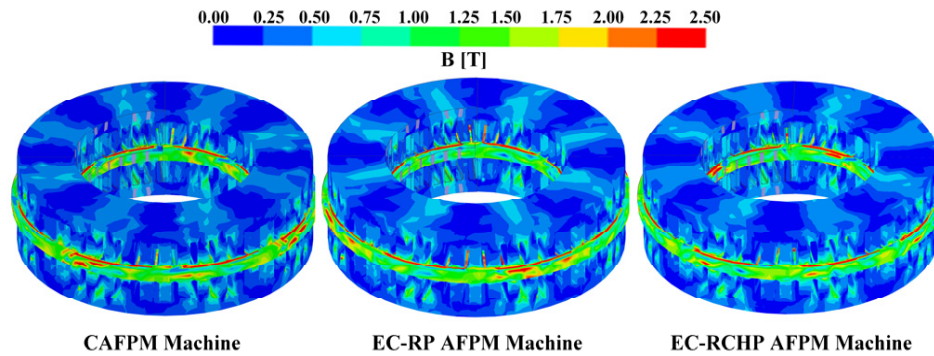 0.00 0.25 0.50 0.75 1.00 1.25 1.50 1.75 2.00 2.25 2.50
B [T]
CAFPM Machine EC-RP AFPM Machine EC-RCHP AFPM Machine